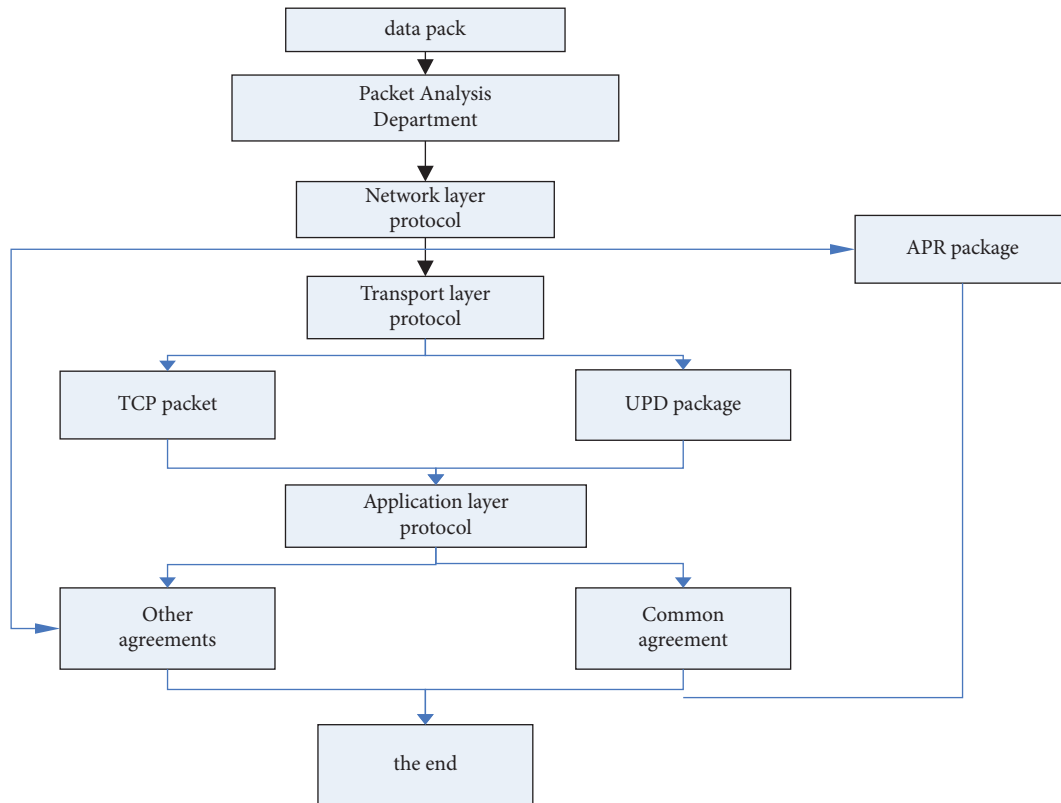 data pack
Packet Analysis
Department
Network layer
protocol
APR package
Transport layer
protocol
TCP packet
UPD package
Application layer
protocol
Other
agreements
Common
agreement
the end